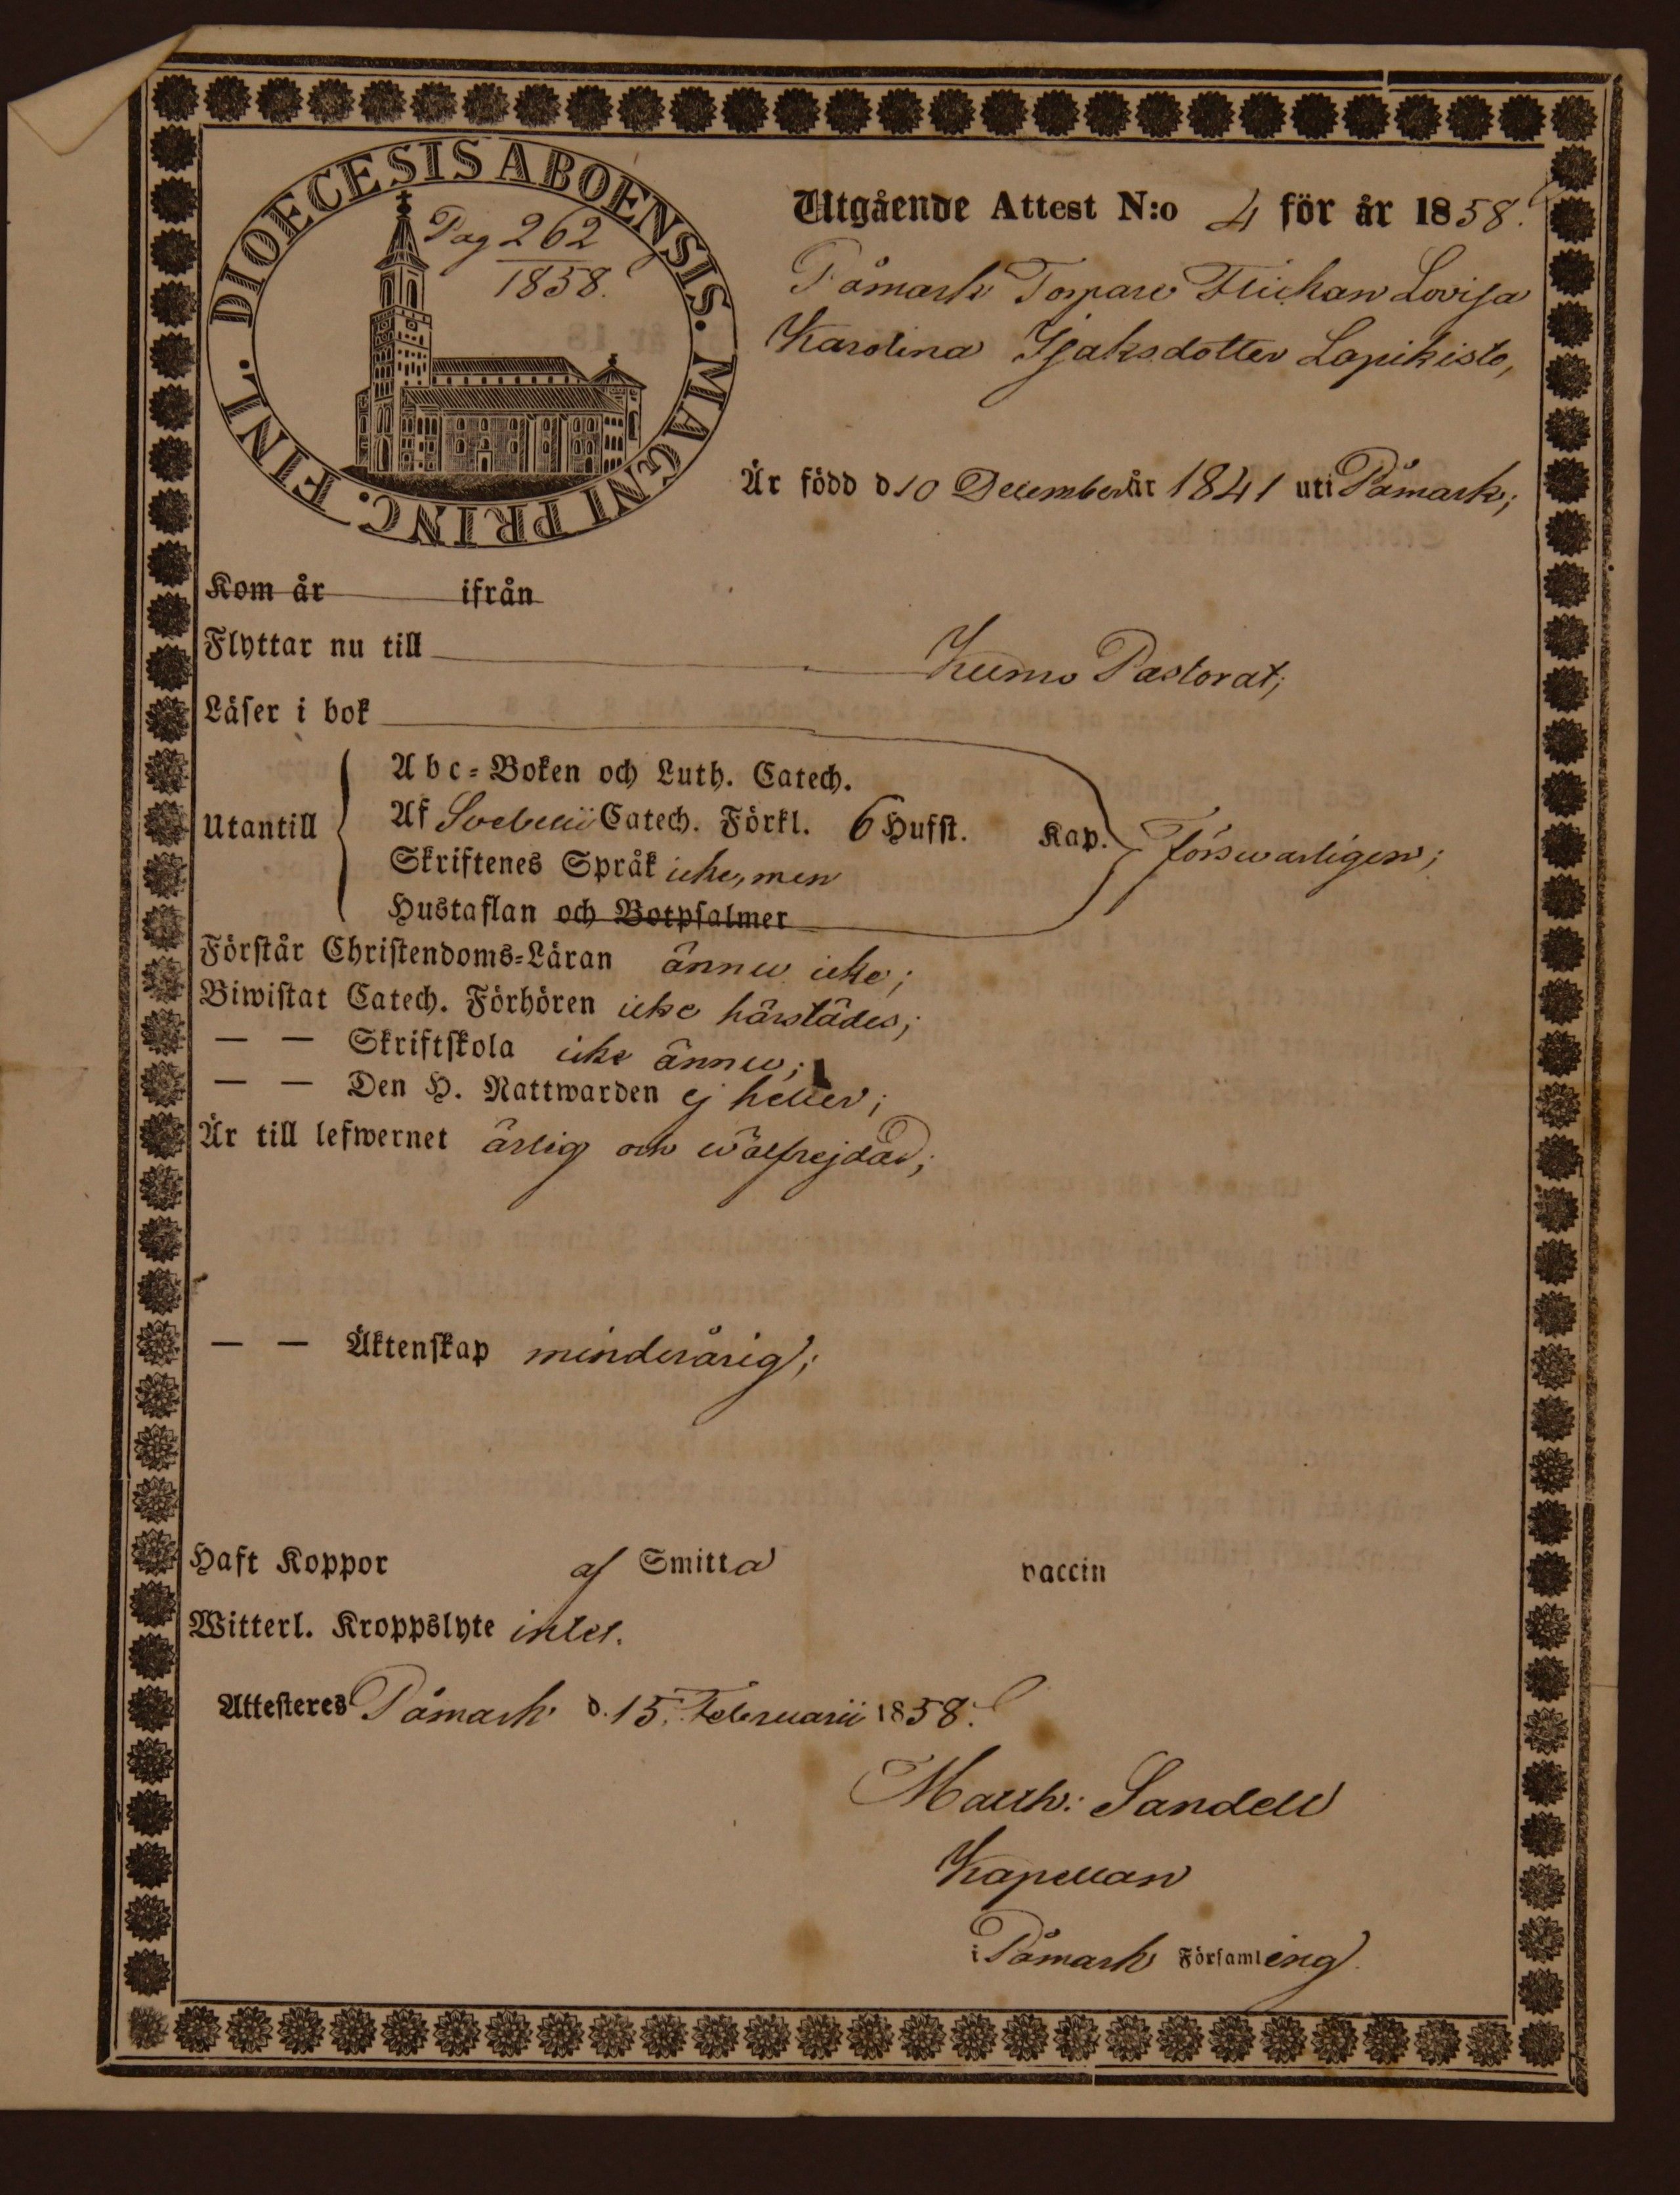 DIOECESIS ABOENSIS. MAGNI PRINC. FINL.
Pag 262
1858.
Utgående Attest N:o 4 för år 1858.
Påmark Torpare Flickan Lovisa
Karolina Isaksdotter Lapikisto,
Är född d 10 December år 1841 uti Påmark;
Kom år ifrån
Flyttar nu till Kumo Pastorat;
Läser i bok
Utantill
Abc-Boken och Luth. Catech.
Af Svebelii Catech. Förkl. 6 Hufst. Kap. försvarligen;
Skriftenes Språk icke, men
Hustaflan och Botpsalmer
Förstår Christendoms-Läran ännu icke;
Biwistat Catech. Förhören icke härstädes;
— — Skriftskola icke ännu;
— — Den H. Nattwarden ej heller;
Är till lefwernet ärlig och wälfrejdad;
— — Äktenskap minderårig;
Haft Koppor af Smitta vaccin
Witterl. Kroppslyte intet.
Attesteres Påmark d. 15. Februarii 1858.
Matth: Sandell
Kapellan
i Påmark Församling.